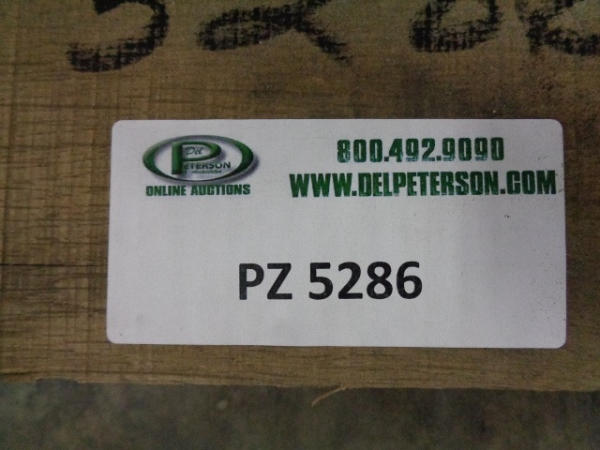 Del
PETERSON
ONLINE AUCTIONS
800.492.9090
WWW.DELPETERSON.COM
PZ 5286